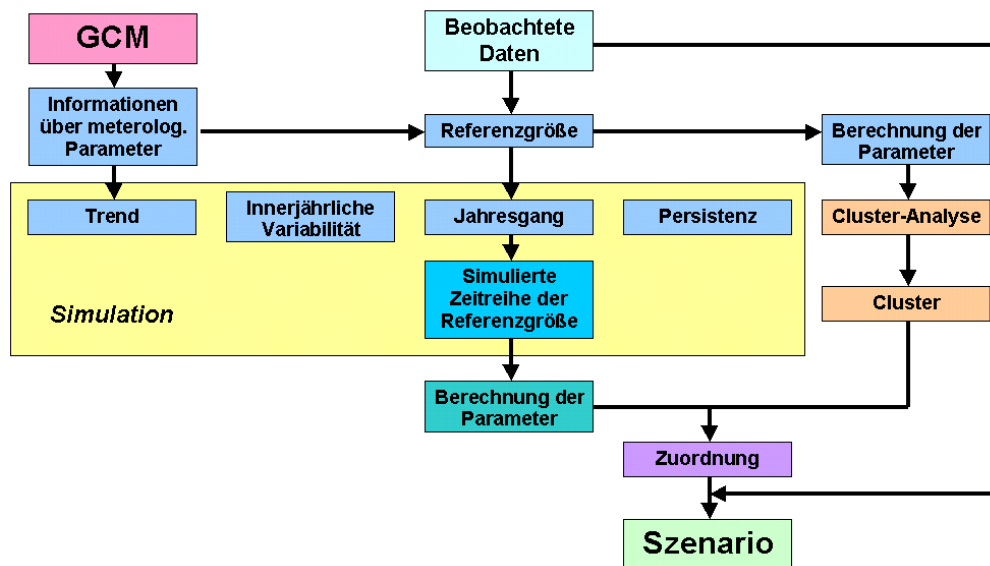 GCM
Beobachtete
Daten
Informationen
über meterolog.
Parameter
Referenzgröße
Berechnung der
Parameter
Trend
Innerjährliche
Variabilität
Jahresgang
Persistenz
Cluster-Analyse
Simulierte
Zeitreihe der
Referenzgröße
Simulation
Cluster
Berechnung der
Parameter
Zuordnung
Szenario